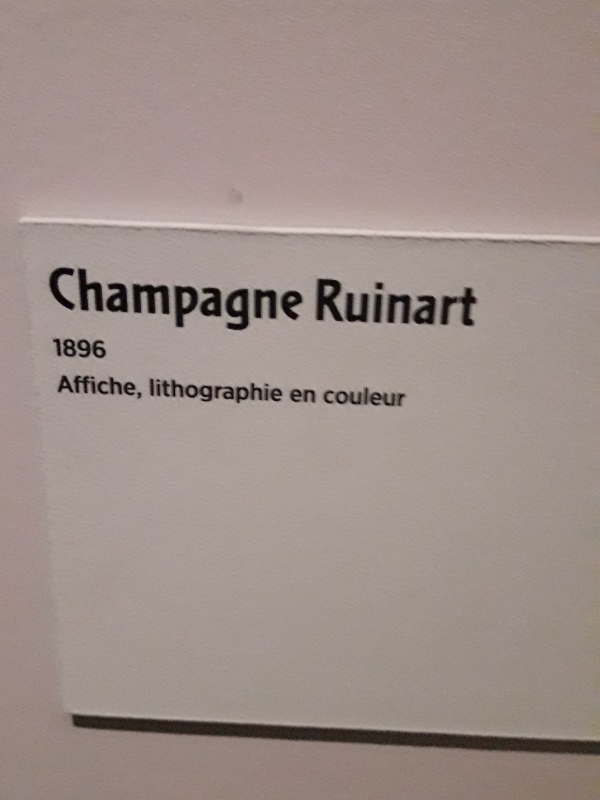 Champagne Ruinart
1896
Affiche, lithographie en couleur